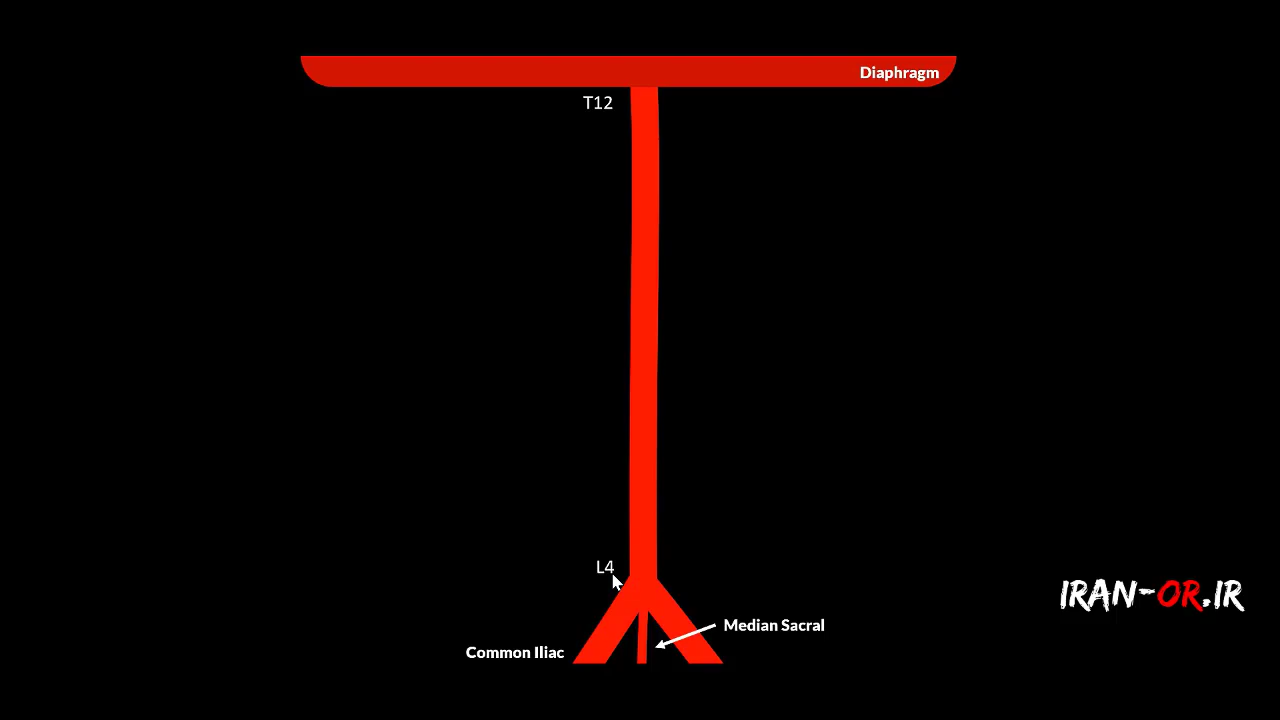 Diaphragm
T12
L4
Median Sacral
Common Iliac
IRAN-OR.IR